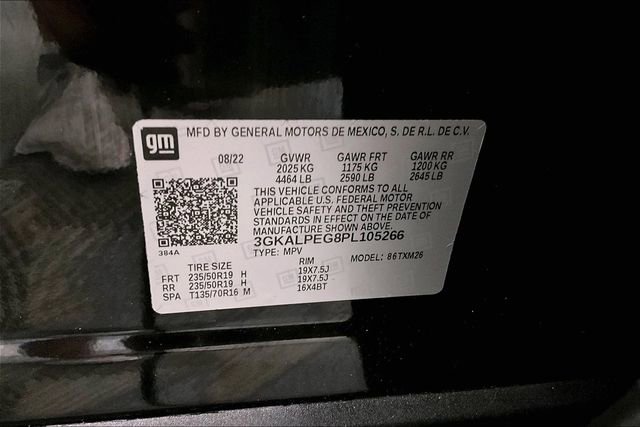 gm MFD BY GENERAL MOTORS DE MEXICO, S. DE R.L. DE C.V.
08/22 GVWR GAWR FRT GAWR RR
2025 KG 1175 KG 1200 KG
4464 LB 2590 LB 2645 LB
THIS VEHICLE CONFORMS TO ALL
APPLICABLE U.S. FEDERAL MOTOR
VEHICLE SAFETY AND THEFT PREVENTION
STANDARDS IN EFFECT ON THE DATE OF
MANUFACTURE SHOWN ABOVE.
384A
3GKALPEG8PL105266
TYPE: MPV MODEL: 86TXM26
TIRE SIZE RIM
FRT 235/50R19 H 19X7.5J
RR 235/50R19 H 19X7.5J
SPA T135/70R16 M 16X4BT